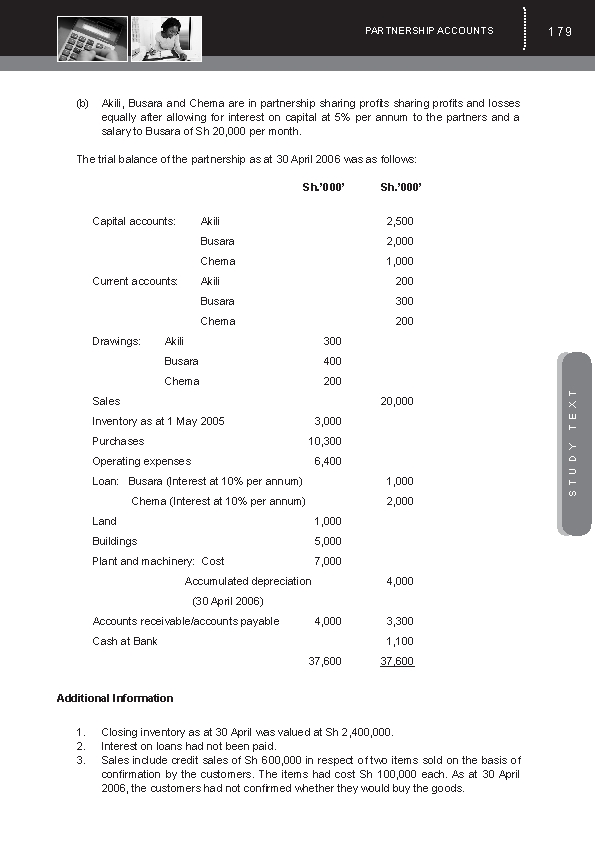 PARTNERSHIP ACCOUNTS 179
(b) Akili, Busara and Chema are in partnership sharing profits sharing profits and losses
equally after allowing for interest on capital at 5% per annum to the partners and a
salary to Busara of Sh 20,000 per month.
The trial balance of the partnership as at 30 April 2006 was as follows:
Sh.’000’ Sh.’000’
Capital accounts: Akili 2,500
Busara 2,000
Chema 1,000
Current accounts: Akili 200
Busara 300
Chema 200
Drawings: Akili 300
Busara 400
Chema 200
Sales 20,000
Inventory as at 1 May 2005 3,000
Purchases 10,300
Operating expenses 6,400
Loan: Busara (Interest at 10% per annum) 1,000
Chema (Interest at 10% per annum) 2,000
Land 1,000
Buildings 5,000
Plant and machinery: Cost 7,000
Accumulated depreciation 4,000
(30 April 2006)
Accounts receivable/accounts payable 4,000 3,300
Cash at Bank 1,100
37,600 37,600
Additional Information
1. Closing inventory as at 30 April was valued at Sh 2,400,000.
2. Interest on loans had not been paid.
3. Sales include credit sales of Sh 600,000 in respect of two items sold on the basis of
confirmation by the customers. The items had cost Sh 100,000 each. As at 30 April
2006, the customers had not confirmed whether they would buy the goods.
STUDY TEXT